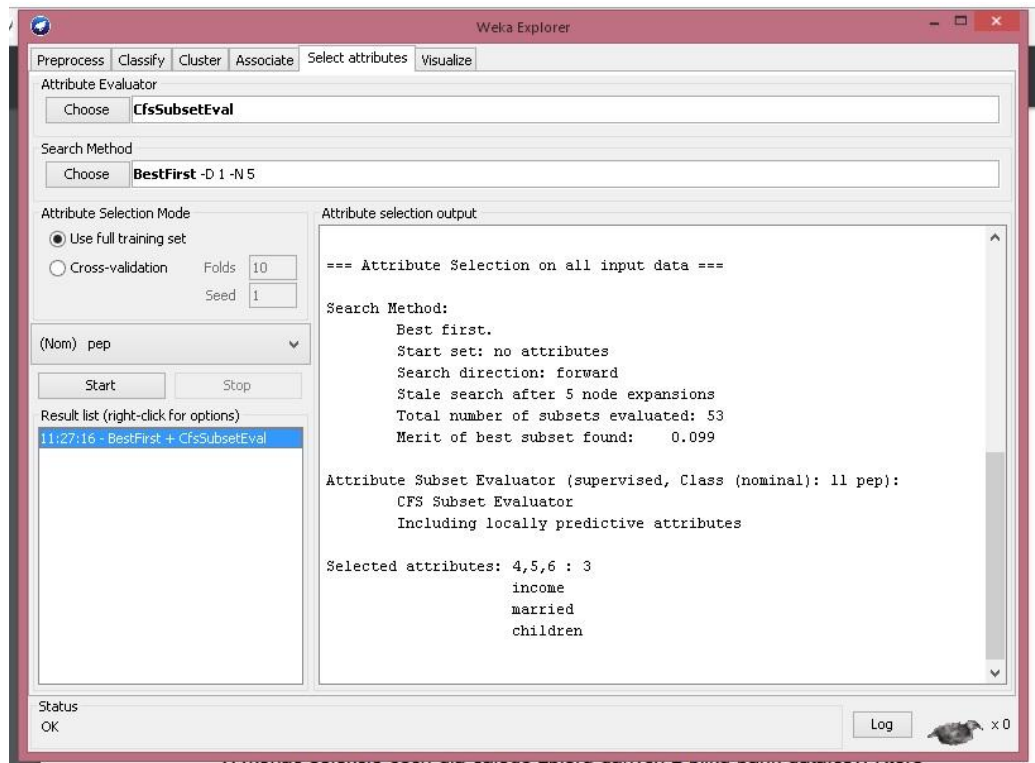 Weka Explorer
Preprocess Classify Cluster Associate Select attributes Visualize
Attribute Evaluator
Choose CfsSubsetEval
Search Method
Choose BestFirst -D 1 -N 5
Attribute Selection Mode
Use full training set
Cross-validation Folds 10
Seed 1
(Nom) pep
Start Stop
Result list (right-click for options)
11:27:16 - BestFirst + CfsSubsetEval
Attribute selection output
=== Attribute Selection on all input data ===
Search Method:
Best first.
Start set: no attributes
Search direction: forward
Stale search after 5 node expansions
Total number of subsets evaluated: 53
Merit of best subset found: 0.099
Attribute Subset Evaluator (supervised, Class (nominal): 11 pep):
CFS Subset Evaluator
Including locally predictive attributes
Selected attributes: 4,5,6 : 3
income
married
children
Status
OK
Log x 0